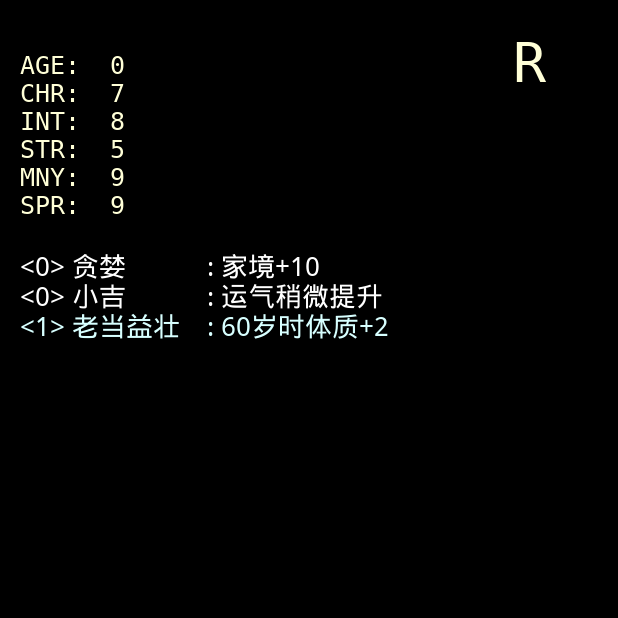 R
AGE: 0
CHR: 7
INT: 8
STR: 5
MNY: 9
SPR: 9
<0> 贪婪 : 家境+10
<0> 小吉 : 运气稍微提升
<1> 老当益壮 : 60岁时体质+2